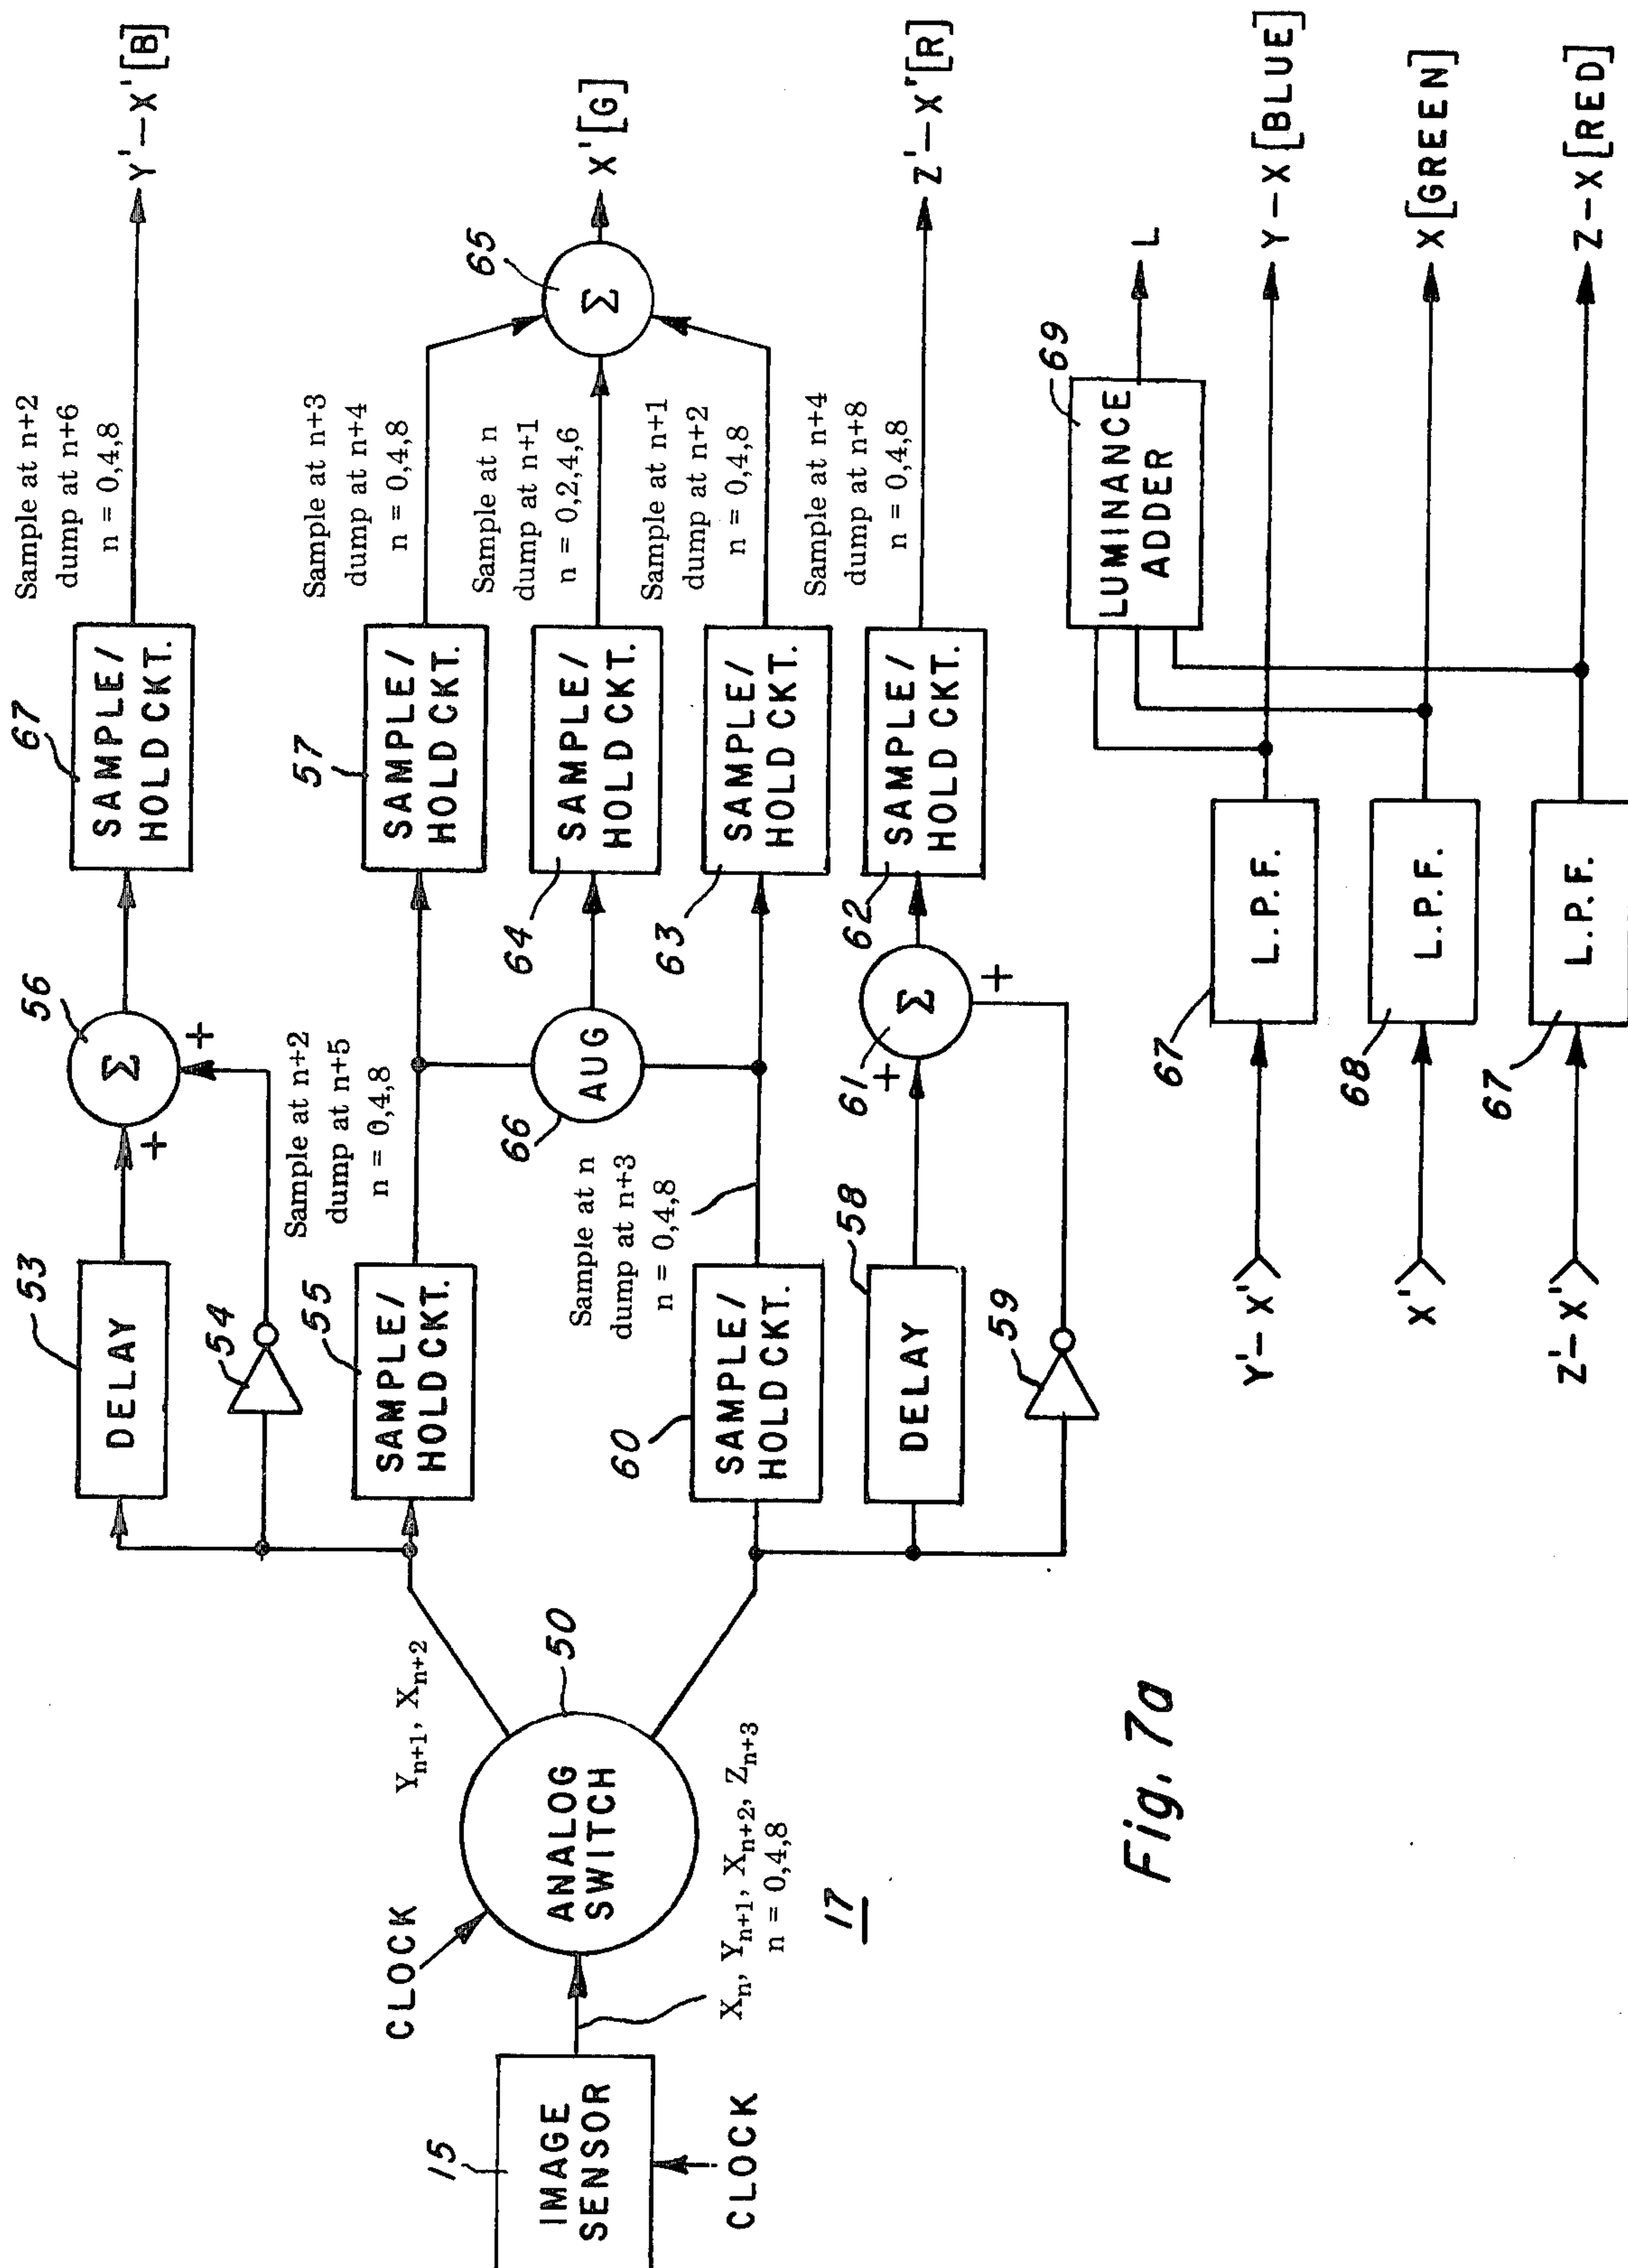 CLOCK
15
IMAGE
SENSOR
CLOCK
50
ANALOG
SWITCH
Xn, Yn+1, Xn+2, Zn+3
n = 0,4,8
Yn+1, Xn+2
17
53
DELAY
54
55
SAMPLE/
HOLD CKT.
60
SAMPLE/
HOLD CKT.
58
DELAY
59
56
Σ
+
+
Sample at n+2
dump at n+5
n = 0,4,8
66
AUG
Sample at n
dump at n+3
n = 0,4,8
61
Σ
+
+
67
SAMPLE/
HOLD CKT.
57
SAMPLE/
HOLD CKT.
64
SAMPLE/
HOLD CKT.
63
SAMPLE/
HOLD CKT.
62
SAMPLE/
HOLD CKT.
Sample at n+2
dump at n+6
n = 0,4,8
Sample at n+3
dump at n+4
n = 0,4,8
Sample at n
dump at n+1
n = 0,2,4,6
Sample at n+1
dump at n+2
n = 0,4,8
Sample at n+4
dump at n+8
n = 0,4,8
65
Σ
Y'-X'[B]
X'[G]
Z'-X'[R]
Y'-X'
67
L.P.F.
Y-X[BLUE]
X'
68
L.P.F.
X[GREEN]
Z'-X'
67
L.P.F.
Z-X[RED]
69
LUMINANCE
ADDER
L
Fig. 7a